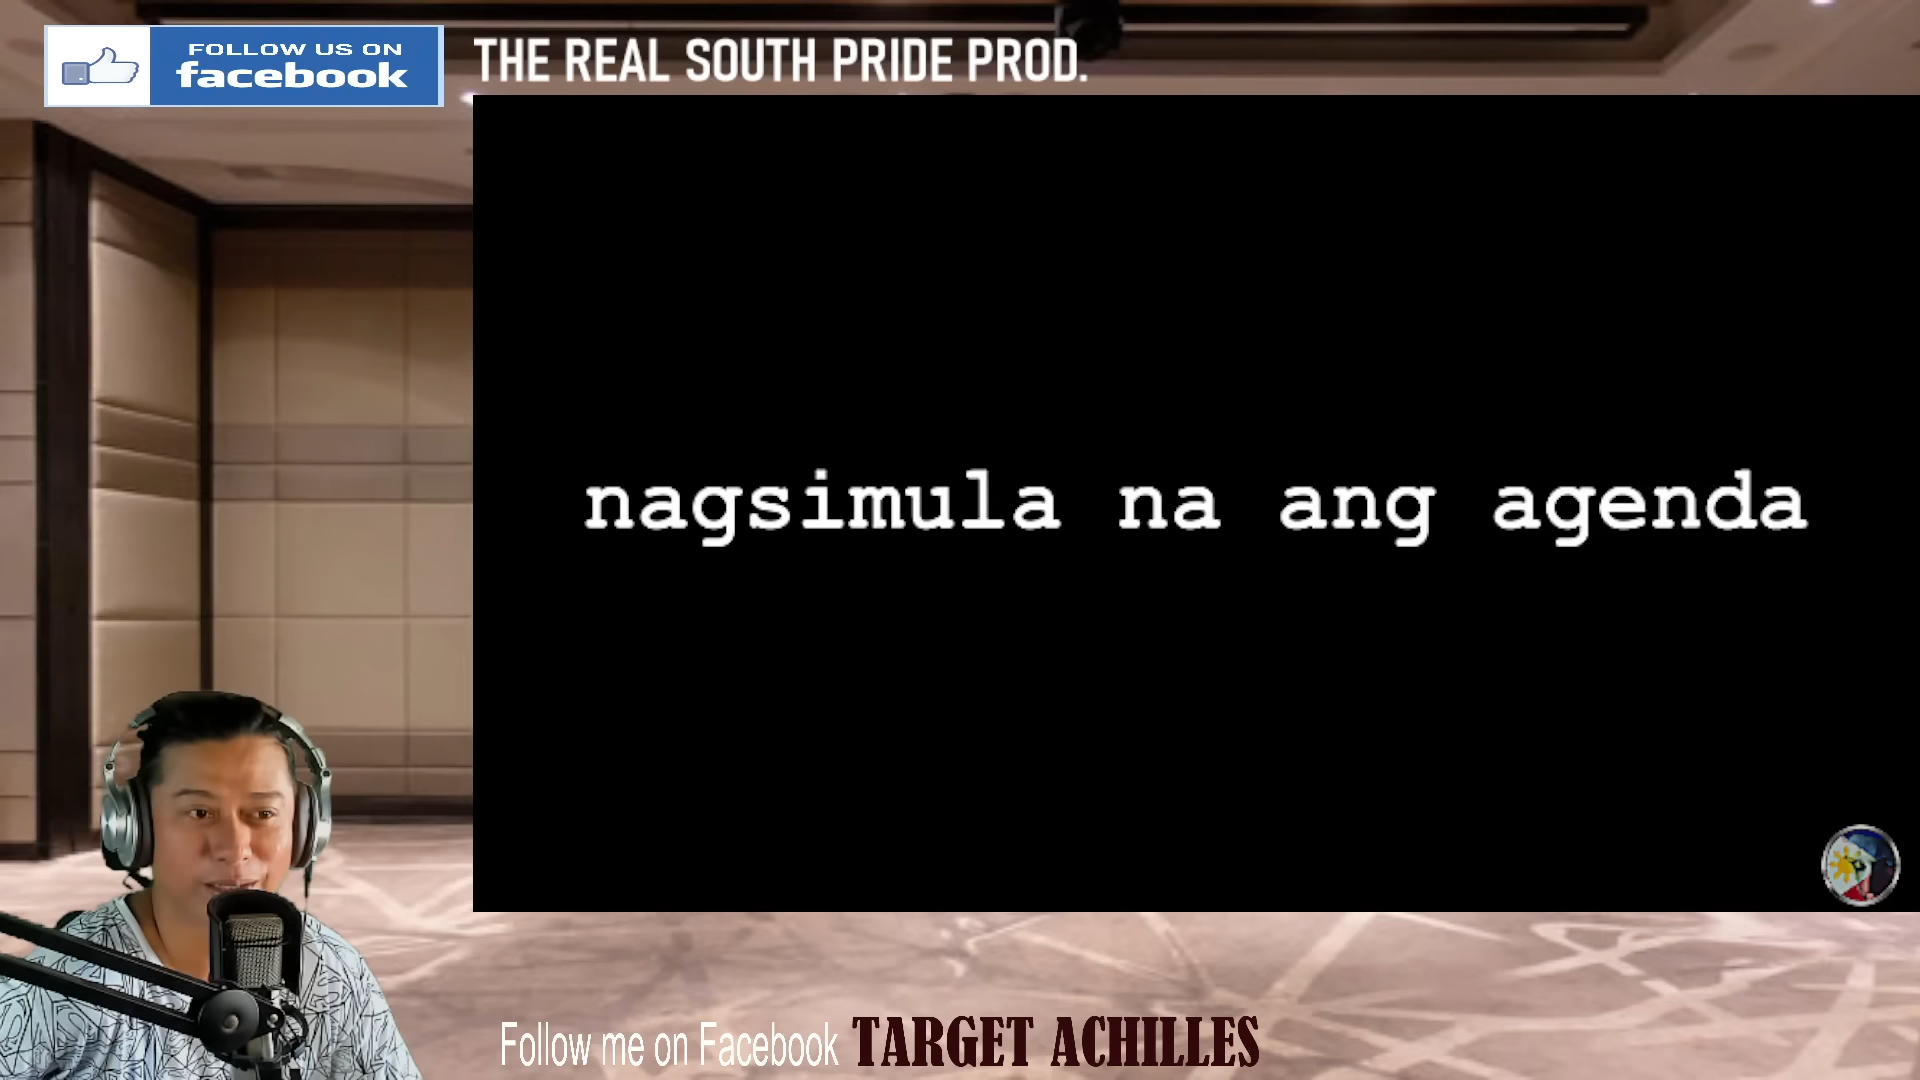 FOLLOW US ON
facebook
THE REAL SOUTH PRIDE PROD.
nagsimula na ang agenda
Follow me on Facebook TARGET ACHILLES